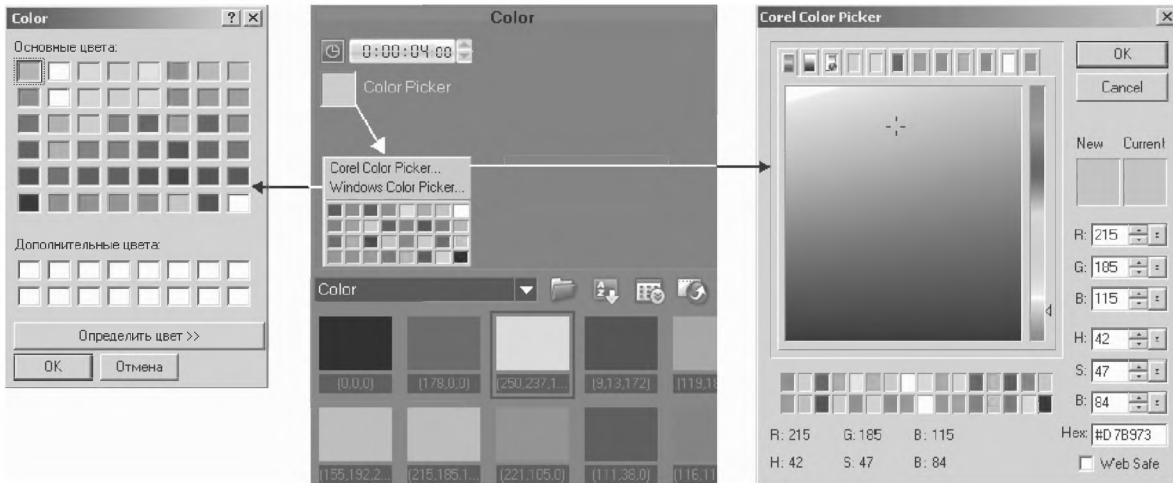 Color
Основные цвета:
Дополнительные цвета:
Определить цвет >>
OK
Отмена
Color
0:00:04:00
Color Picker
Corel Color Picker...
Windows Color Picker...
Color
(0,0,0)
(178,0,0)
(250,237,1...
(9,13,172)
(119,18
(155,192,2...
(215,185,1...
(221,105,0)
(111,38,0)
(116,11
Corel Color Picker
OK
Cancel
New Current
R: 215
G: 185
B: 115
H: 42
S: 47
B: 84
R: 215 G: 185 B: 115
Hex: #D7B973
H: 42 S: 47 B: 84
Web Safe